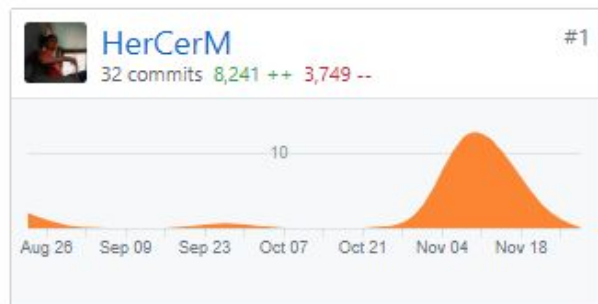 HerCerM #1
32 commits 8,241 ++ 3,749 --
10
Aug 26 Sep 09 Sep 23 Oct 07 Oct 21 Nov 04 Nov 18